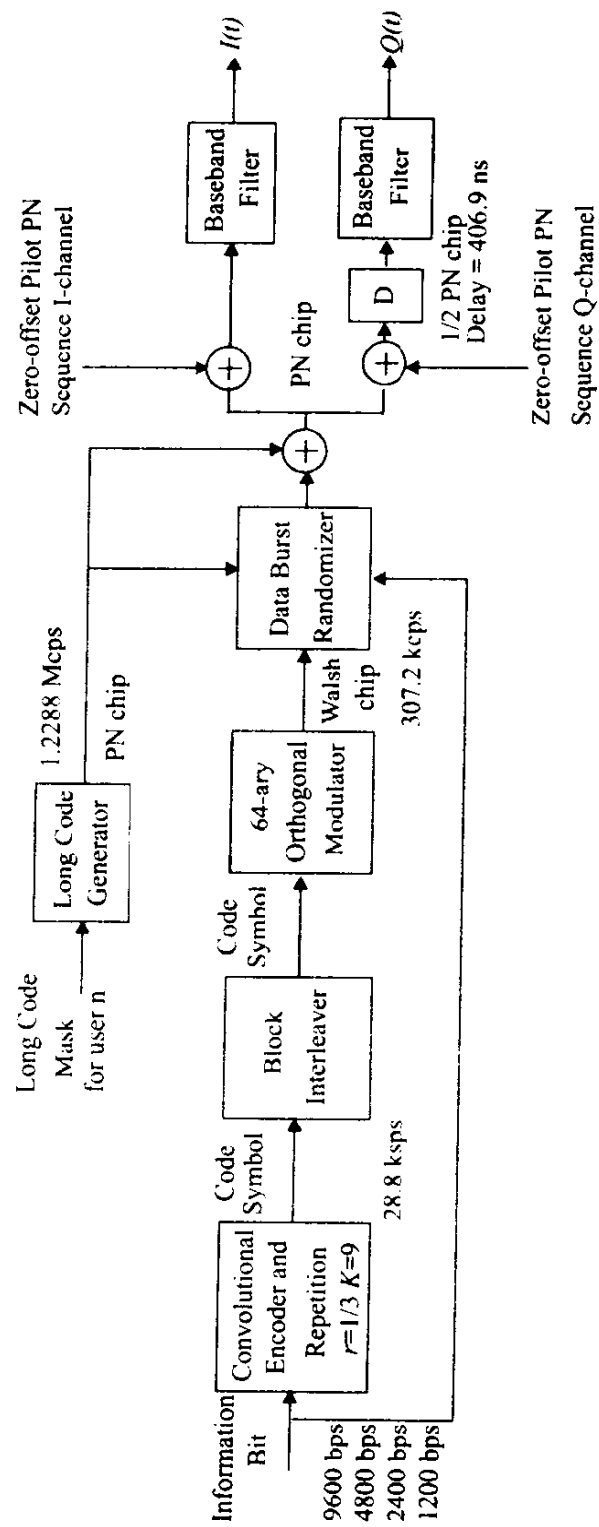 Information
Bit
9600 bps
4800 bps
2400 bps
1200 bps
Convolutional
Encoder and
Repetition
r=1/3 K=9
Code
Symbol
28.8 ksps
Block
Interleaver
Code
Symbol
64-ary
Orthogonal
Modulator
Walsh
chip
307.2 kcps
Data Burst
Randomizer
Long Code
Mask
for user n
Long Code
Generator
1.2288 Mcps
PN chip
+
PN chip
Zero-offset Pilot PN
Sequence I-channel
+
Baseband
Filter
I(t)
+
D
1/2 PN chip
Delay = 406.9 ns
Baseband
Filter
Q(t)
Zero-offset Pilot PN
Sequence Q-channel